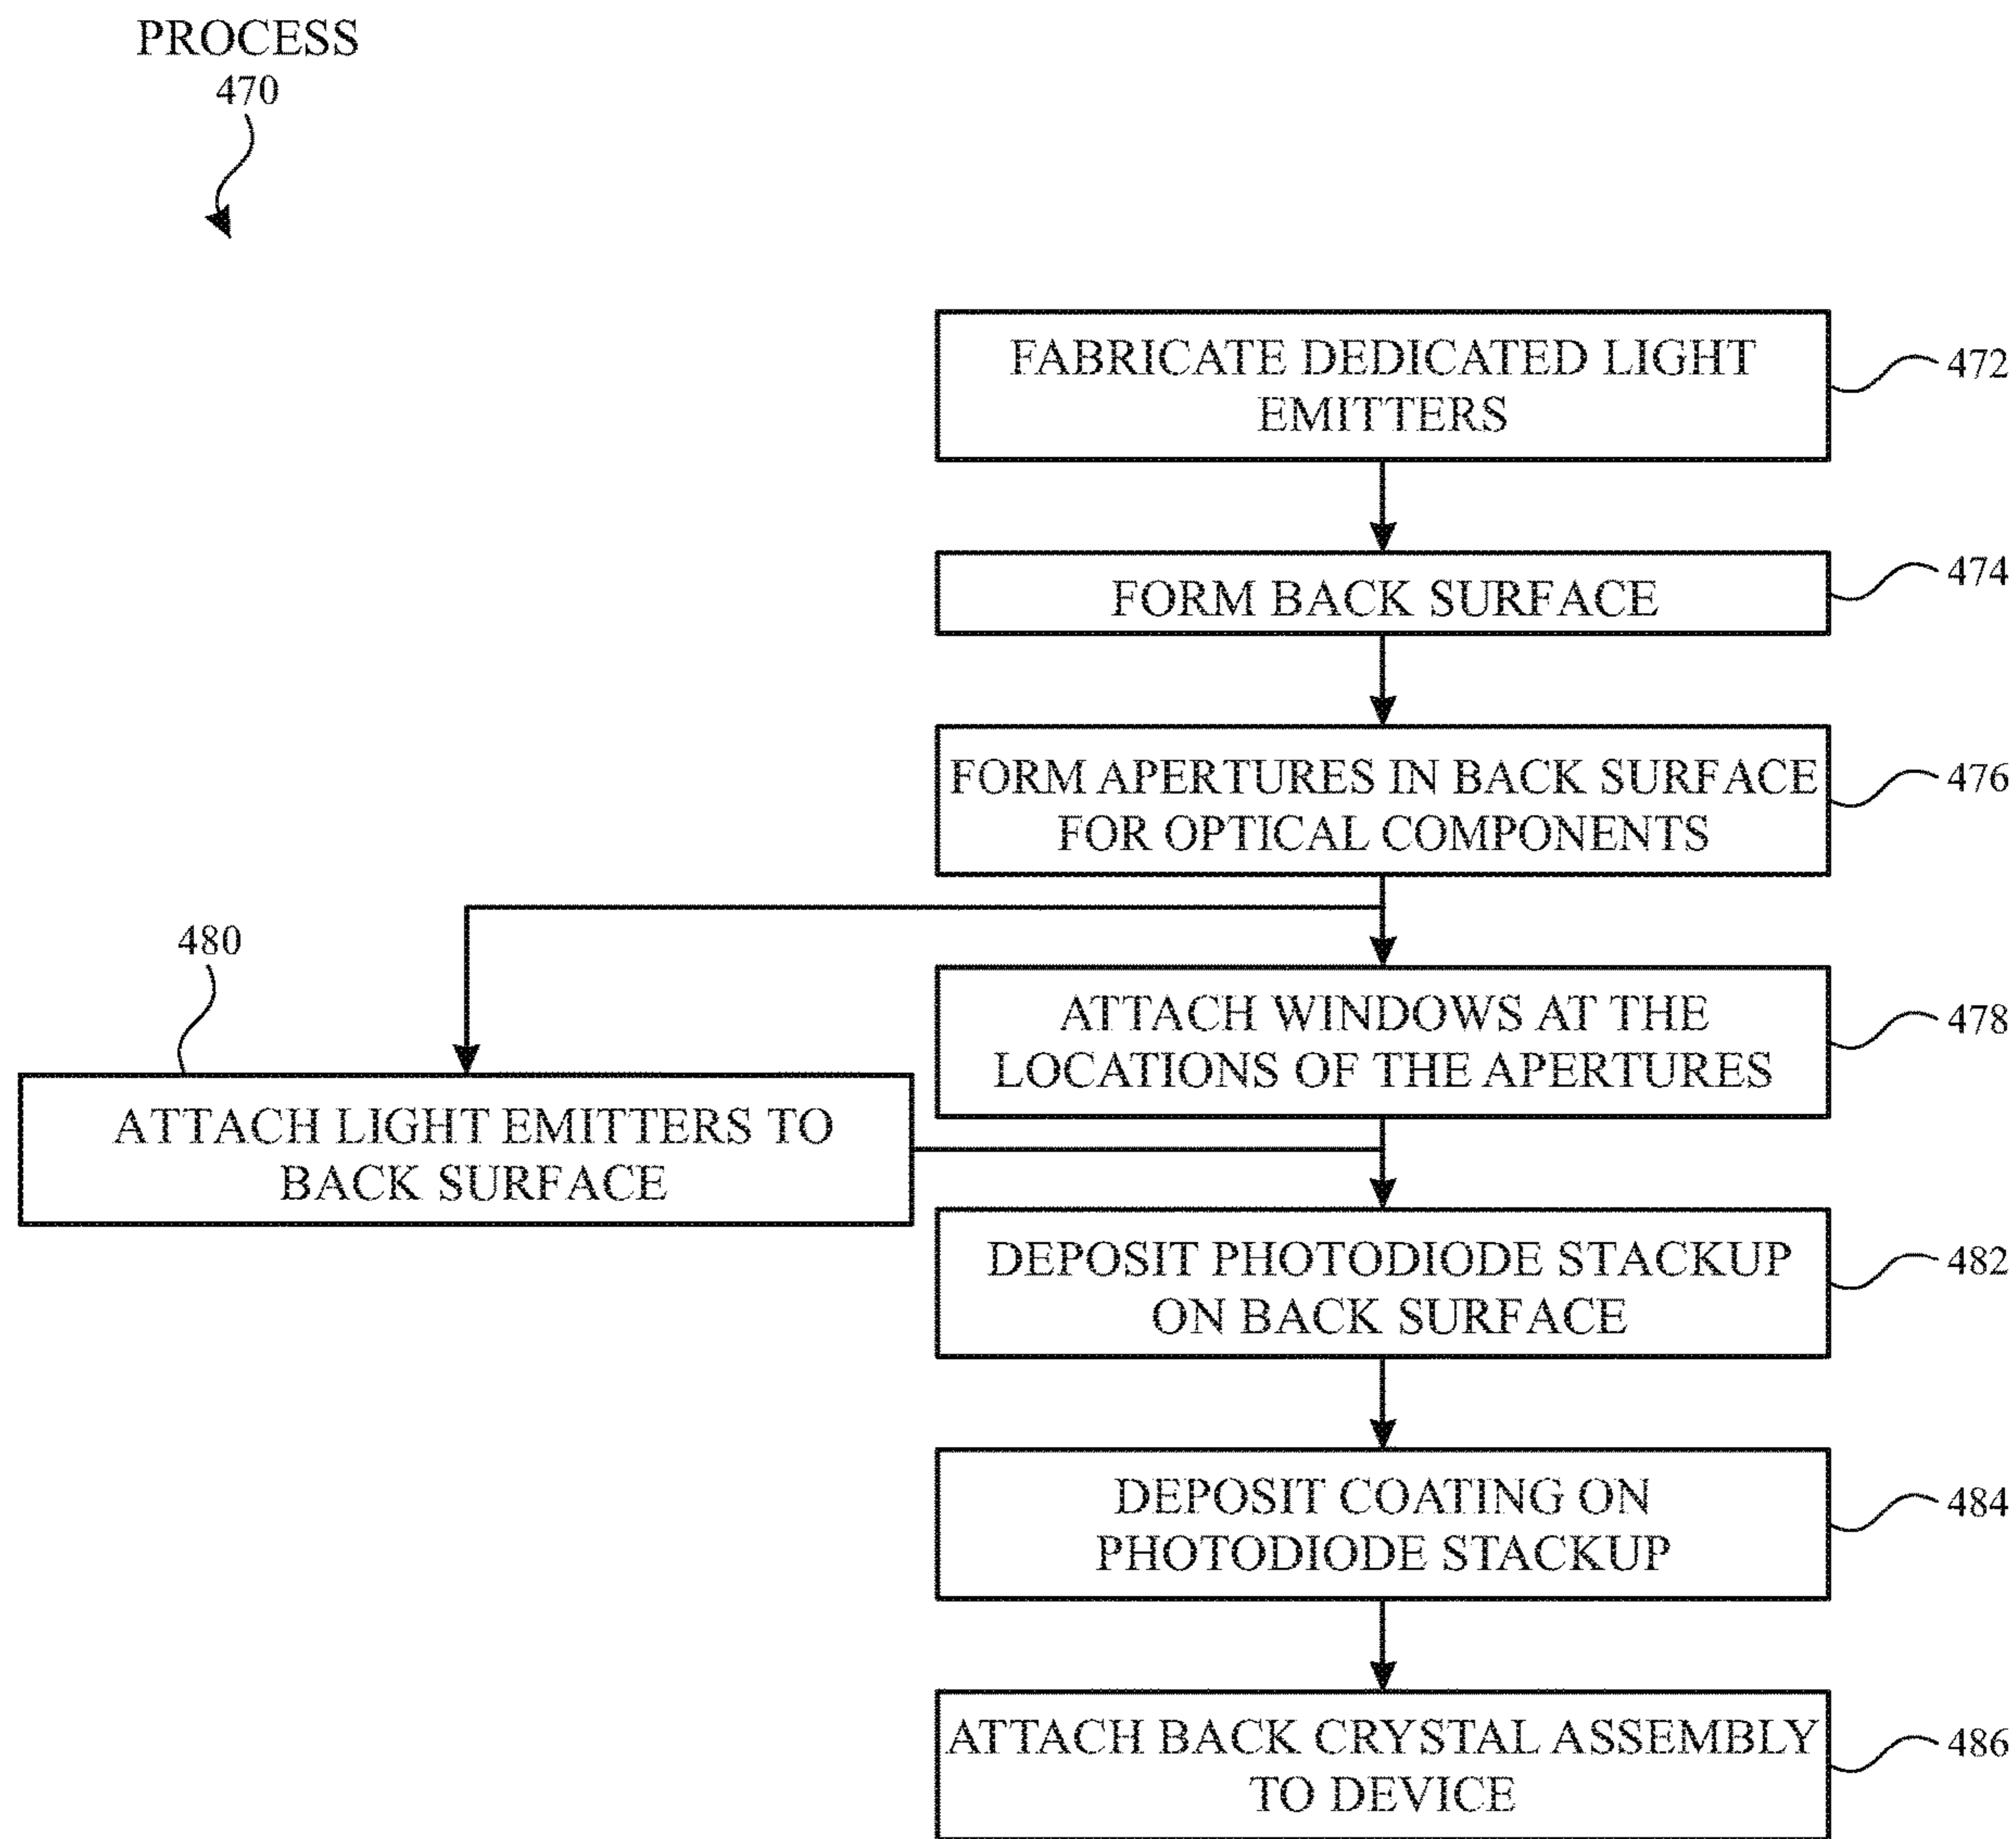 PROCESS
470
FABRICATE DEDICATED LIGHT
EMITTERS
472
FORM BACK SURFACE
474
FORM APERTURES IN BACK SURFACE
FOR OPTICAL COMPONENTS
476
ATTACH WINDOWS AT THE
LOCATIONS OF THE APERTURES
478
480
ATTACH LIGHT EMITTERS TO
BACK SURFACE
DEPOSIT PHOTODIODE STACKUP
ON BACK SURFACE
482
DEPOSIT COATING ON
PHOTODIODE STACKUP
484
ATTACH BACK CRYSTAL ASSEMBLY
TO DEVICE
486